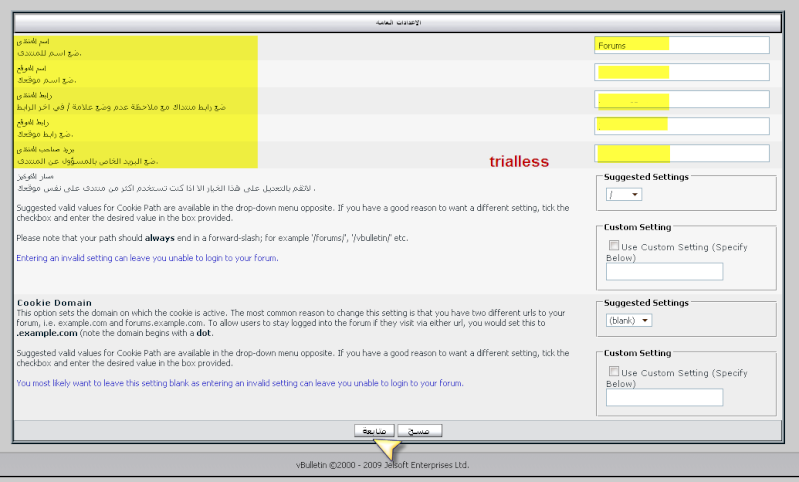 الاعدادات العامة
اسم المنتدى
ضع اسم للمنتدى.
Forums
اسم الموقع
ضع اسم موقعك.
رابط المنتدى
ضع رابط منتداك مع ملاحظة عدم وضع علامة / في اخر الرابط
رابط الموقع
ضع رابط موقعك.
بريد صاحب المنتدى
ضع البريد الخاص بالمسؤول عن المنتدى.
trialless
مسار الكوكيز
لاتقم بالتعديل على هذا الخيار الا اذا كنت تستخدم اكثر من منتدى على نفس موقعك .
Suggested valid values for Cookie Path are available in the drop-down menu opposite. If you have a good reason to want a different setting, tick the
checkbox and enter the desired value in the box provided.
Please note that your path should always end in a forward-slash; for example '/forums/', '/vbulletin/' etc.
Entering an invalid setting can leave you unable to login to your forum.
Suggested Settings
/
Custom Setting
Use Custom Setting (Specify
Below)
Cookie Domain
This option sets the domain on which the cookie is active. The most common reason to change this setting is that you have two different urls to your
forum, i.e. example.com and forums.example.com. To allow users to stay logged into the forum if they visit via either url, you would set this to
.example.com (note the domain begins with a dot.
Suggested valid values for Cookie Path are available in the drop-down menu opposite. If you have a good reason to want a different setting, tick the
checkbox and enter the desired value in the box provided.
You most likely want to leave this setting blank as entering an invalid setting can leave you unable to login to your forum.
Suggested Settings
(blank)
Custom Setting
Use Custom Setting (Specify
Below)
متابعة مسح
vBulletin ©2000 - 2009 Jelsoft Enterprises Ltd.